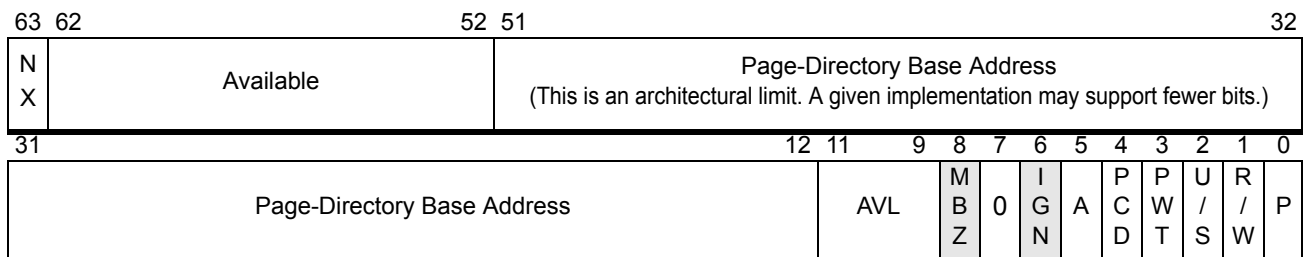 63 62 52 51 32
N
X
Available
Page-Directory Base Address
(This is an architectural limit. A given implementation may support fewer bits.)
31 12 11 9 8 7 6 5 4 3 2 1 0
Page-Directory Base Address
AVL
M
B
Z
0
I
G
N
A
P
C
D
P
W
T
U
/
S
R
/
W
P